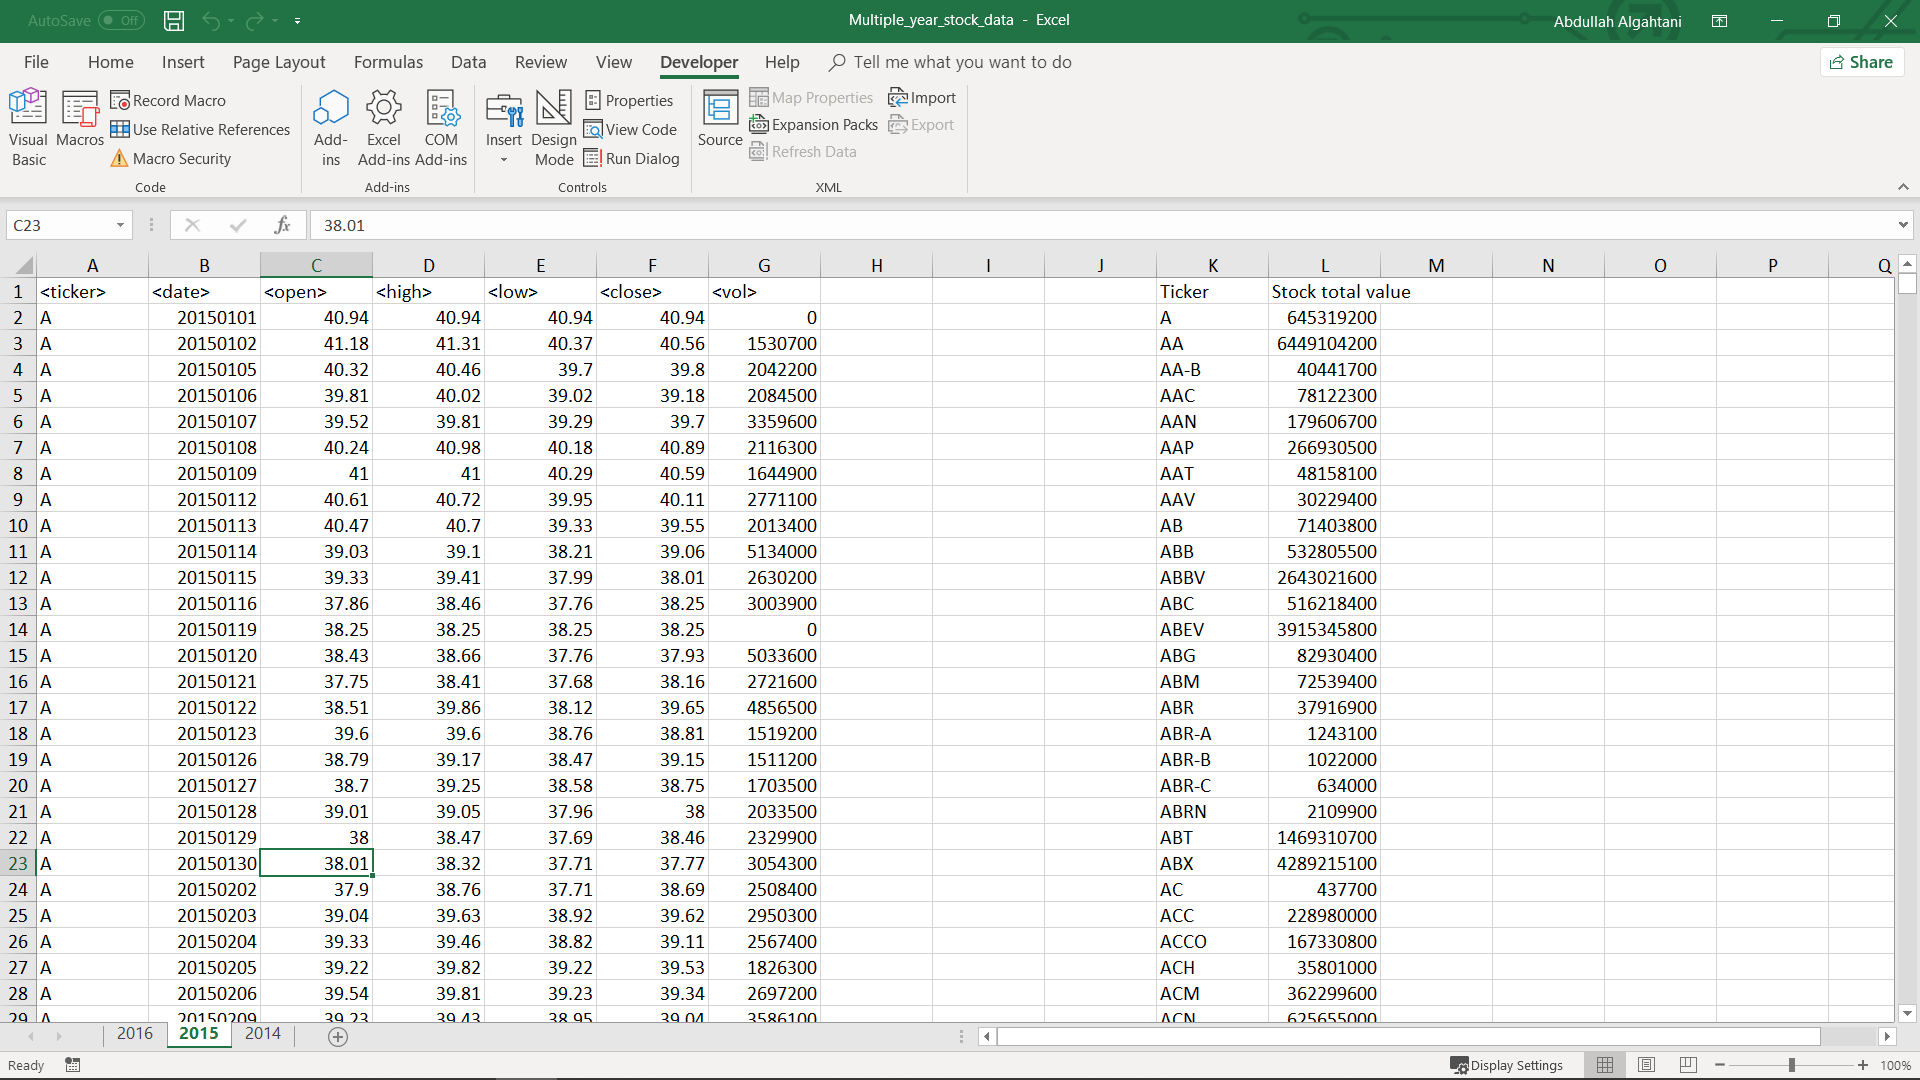 AutoSave Off Multiple_year_stock_data - Excel Abdullah Algahtani
File Home Insert Page Layout Formulas Data Review View Developer Help Tell me what you want to do Share
Visual Basic
Macros
Record Macro
Use Relative References
Macro Security
Code
Add-ins
Excel Add-ins
COM Add-ins
Add-ins
Insert
Design Mode
Properties
View Code
Run Dialog
Controls
Source
Map Properties
Expansion Packs
Refresh Data
Import
Export
XML
C23 fx 38.01
A B C D E F G H I J K L M N O P Q
1 <ticker> <date> <open> <high> <low> <close> <vol> Ticker Stock total value
2 A 20150101 40.94 40.94 40.94 40.94 0 A 645319200
3 A 20150102 41.18 41.31 40.37 40.56 1530700 AA 6449104200
4 A 20150105 40.32 40.46 39.7 39.8 2042200 AA-B 40441700
5 A 20150106 39.81 40.02 39.02 39.18 2084500 AAC 78122300
6 A 20150107 39.52 39.81 39.29 39.7 3359600 AAN 179606700
7 A 20150108 40.24 40.98 40.18 40.89 2116300 AAP 266930500
8 A 20150109 41 41 40.29 40.59 1644900 AAT 48158100
9 A 20150112 40.61 40.72 39.95 40.11 2771100 AAV 30229400
10 A 20150113 40.47 40.7 39.33 39.55 2013400 AB 71403800
11 A 20150114 39.03 39.1 38.21 39.06 5134000 ABB 532805500
12 A 20150115 39.33 39.41 37.99 38.01 2630200 ABBV 2643021600
13 A 20150116 37.86 38.46 37.76 38.25 3003900 ABC 516218400
14 A 20150119 38.25 38.25 38.25 38.25 0 ABEV 3915345800
15 A 20150120 38.43 38.66 37.76 37.93 5033600 ABG 82930400
16 A 20150121 37.75 38.41 37.68 38.16 2721600 ABM 72539400
17 A 20150122 38.51 39.86 38.12 39.65 4856500 ABR 37916900
18 A 20150123 39.6 39.6 38.76 38.81 1519200 ABR-A 1243100
19 A 20150126 38.79 39.17 38.47 39.15 1511200 ABR-B 1022000
20 A 20150127 38.7 39.25 38.58 38.75 1703500 ABR-C 634000
21 A 20150128 39.01 39.05 37.96 38 2033500 ABRN 2109900
22 A 20150129 38 38.47 37.69 38.46 2329900 ABT 1469310700
23 A 20150130 38.01 38.32 37.71 37.77 3054300 ABX 4289215100
24 A 20150202 37.9 38.76 37.71 38.69 2508400 AC 437700
25 A 20150203 39.04 39.63 38.92 39.62 2950300 ACC 228980000
26 A 20150204 39.33 39.46 38.82 39.11 2567400 ACCO 167330800
27 A 20150205 39.22 39.82 39.22 39.53 1826300 ACH 35801000
28 A 20150206 39.54 39.81 39.23 39.34 2697200 ACM 362299600
29 A 20150209 39.23 39.43 38.95 39.04 3586100 ACN 625655000
2016 2015 2014
Ready Display Settings 100%